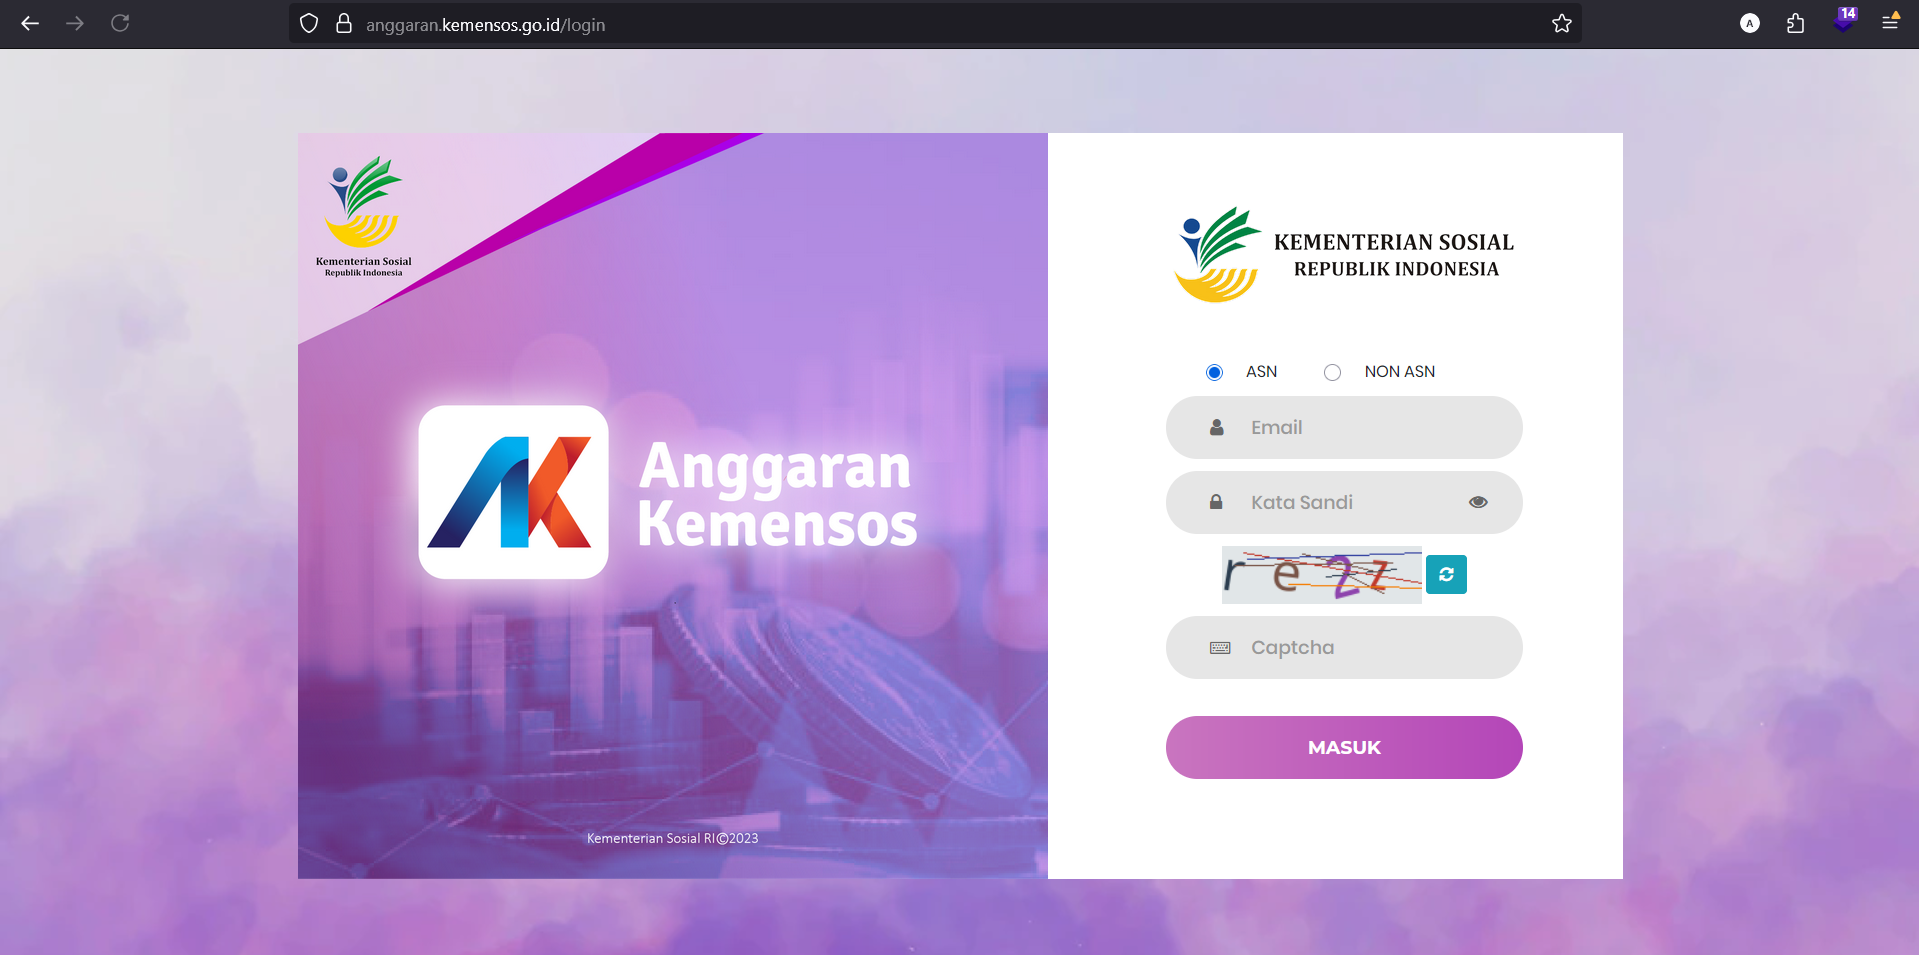 14
anggaran.kemensos.go.id/login
A
Kementerian Sosial
Republik Indonesia
Anggaran
Kemensos
Kementerian Sosial RI©2023
KEMENTERIAN SOSIAL
REPUBLIK INDONESIA
ASN
NON ASN
Email
Kata Sandi
re2z
Captcha
MASUK